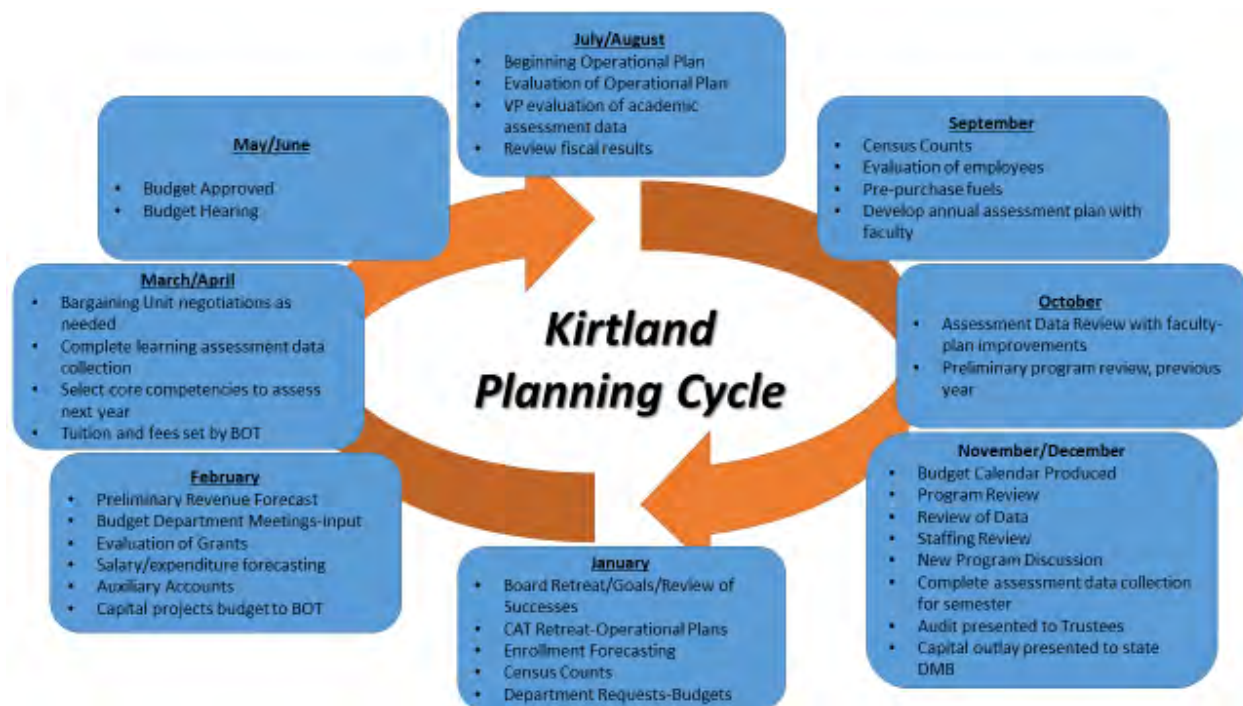 July/August
• Beginning Operational Plan
• Evaluation of Operational Plan
• VP evaluation of academic
assessment data
• Review fiscal results
September
• Census Counts
• Evaluation of employees
• Pre-purchase fuels
• Develop annual assessment plan with
faculty
October
• Assessment Data Review with faculty-
plan improvements
• Preliminary program review, previous
year
November/December
• Budget Calendar Produced
• Program Review
• Review of Data
• Staffing Review
• New Program Discussion
• Complete assessment data collection
for semester
• Audit presented to Trustees
• Capital outlay presented to state
DMB
January
• Board Retreat/Goals/Review of
Successes
• CAT Retreat-Operational Plans
• Enrollment Forecasting
• Census Counts
• Department Requests-Budgets
February
• Preliminary Revenue Forecast
• Budget Department Meetings-input
• Evaluation of Grants
• Salary/expenditure forecasting
• Auxiliary Accounts
• Capital projects budget to BOT
March/April
• Bargaining Unit negotiations as
needed
• Complete learning assessment data
collection
• Select core competencies to assess
next year
• Tuition and fees set by BOT
May/June
• Budget Approved
• Budget Hearing
Kirtland
Planning Cycle